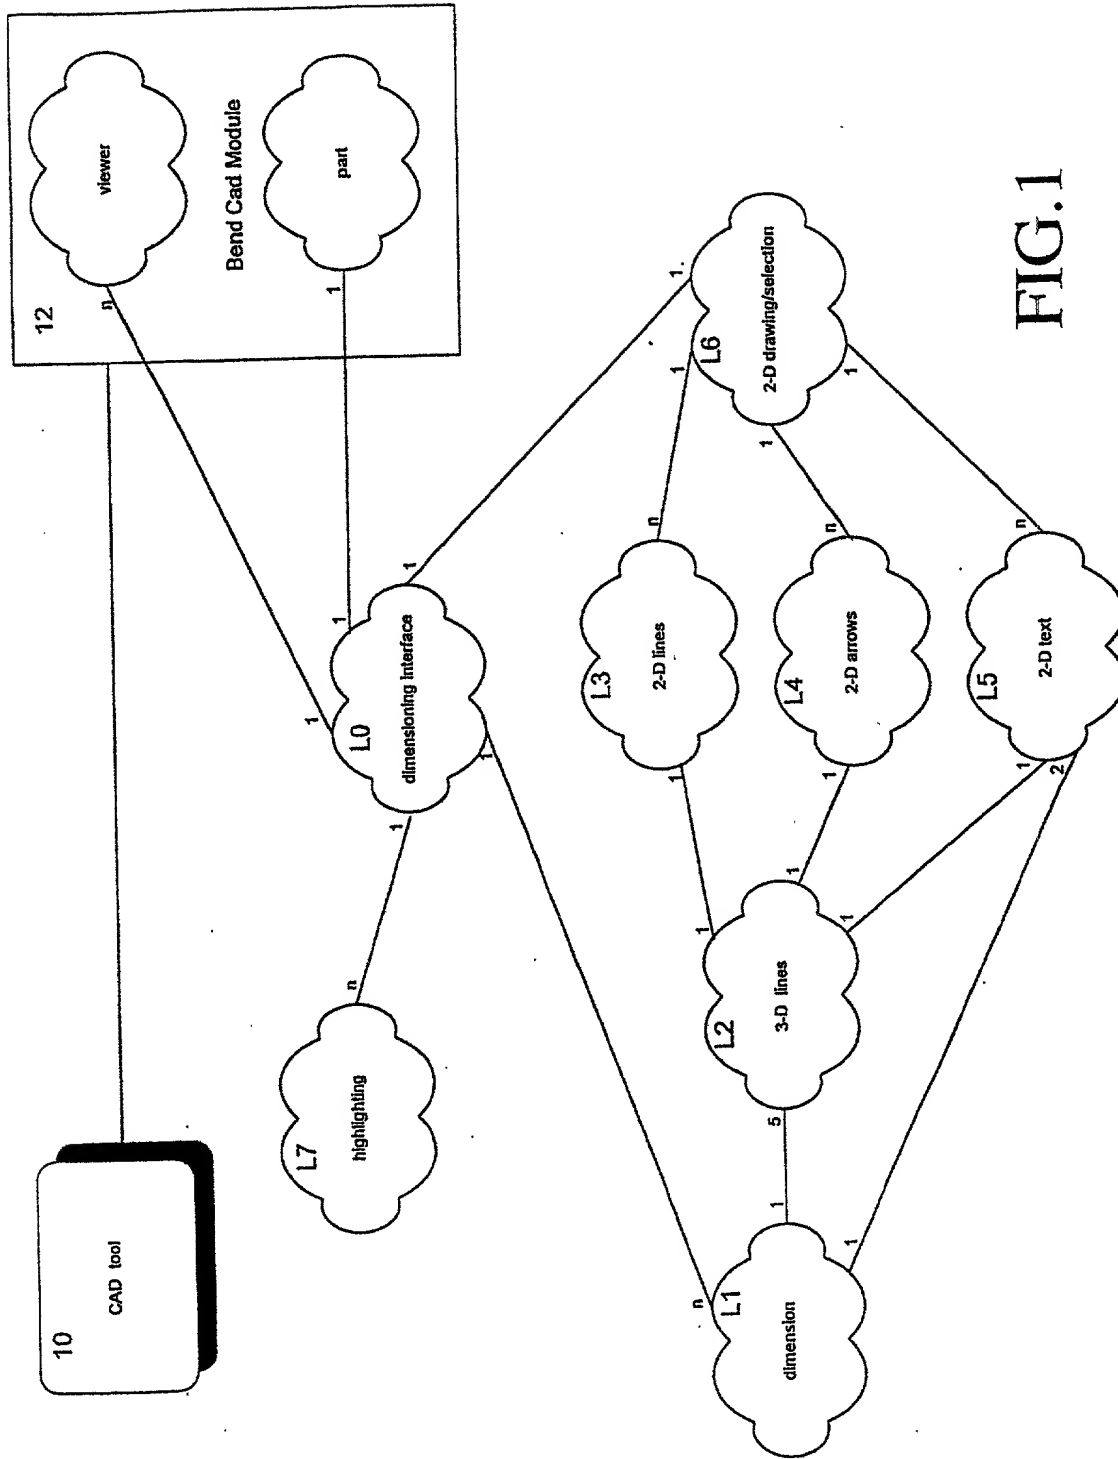 10
CAD tool
12
viewer
n
Bend Cad Module
part
1
L7
highlighting
n
1
L0
dimensioning interface
1
1
1
1
n
L1
dimension
1
1
5
L2
3-D lines
1
1
1
1
L3
2-D lines
n
1
L4
2-D arrows
n
1
2
L5
2-D text
n
1.
1
L6
2-D drawing/selection
1
1
FIG.1